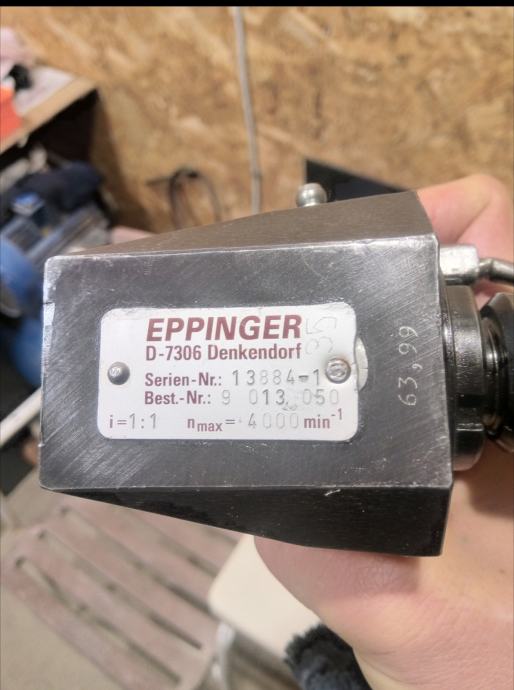 EPPINGER
D-7306 Denkendorf
Serien-Nr.: 13884-1
Best.-Nr.: 9 013 050
i=1:1 n max = 4000 min-1
63,99